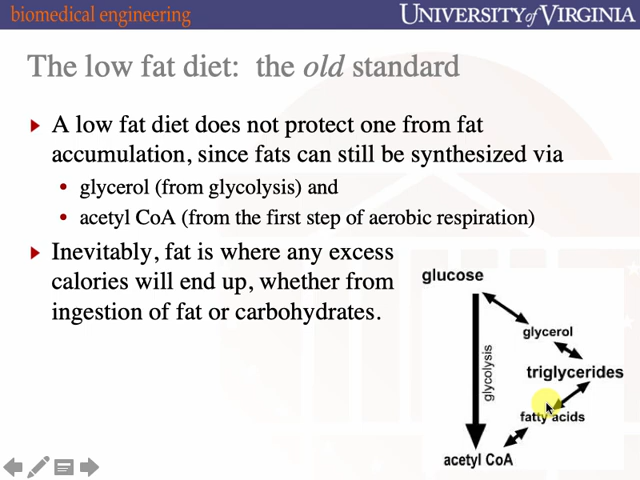 biomedical engineering
UNIVERSITY of VIRGINIA
The low fat diet: the old standard
A low fat diet does not protect one from fat
accumulation, since fats can still be synthesized via
glycerol (from glycolysis) and
acetyl CoA (from the first step of aerobic respiration)
Inevitably, fat is where any excess
calories will end up, whether from
ingestion of fat or carbohydrates.
glucose
glycerol
glycolysis
triglycerides
fatty acids
acetyl CoA